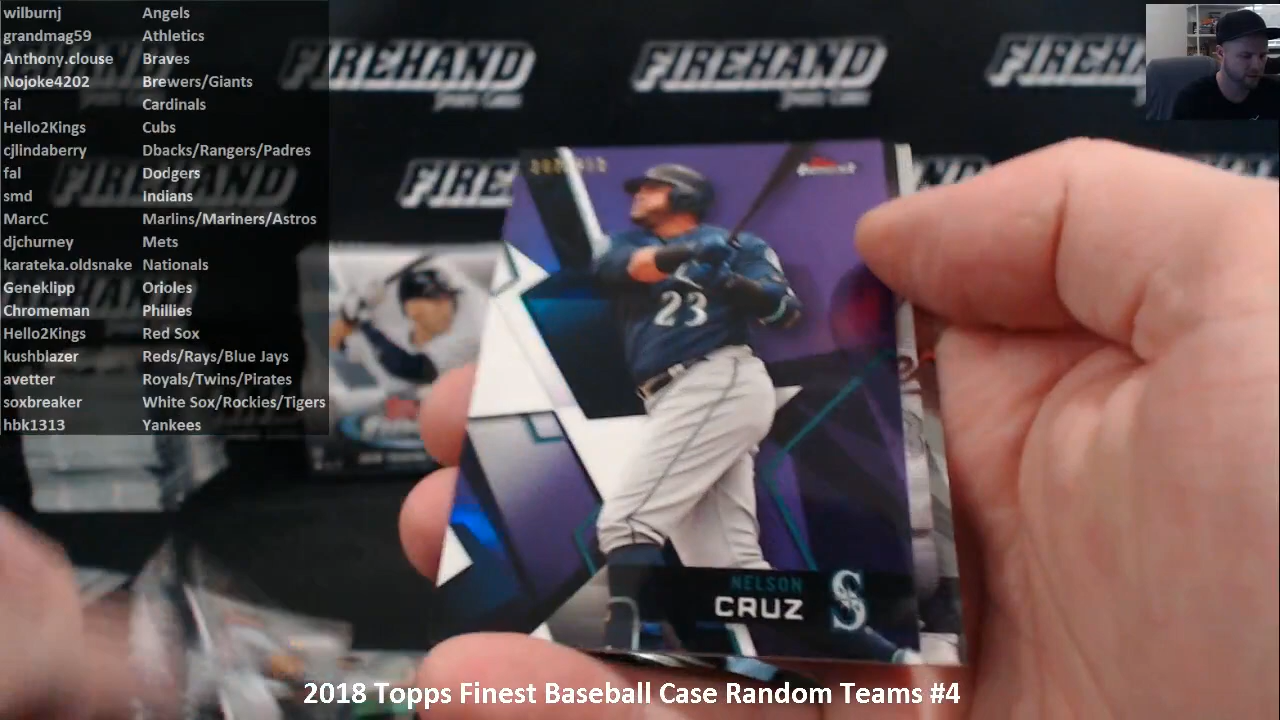 wilburnj Angels
grandmag59 Athletics
Anthony.clouse Braves
Nojoke4202 Brewers/Giants
fal Cardinals
Hello2Kings Cubs
cjlindaberry Dbacks/Rangers/Padres
fal Dodgers
smd Indians
MarcC Marlins/Mariners/Astros
djchurney Mets
karateka.oldsnake Nationals
Geneklipp Orioles
Chromeman Phillies
Hello2Kings Red Sox
kushblazer Reds/Rays/Blue Jays
avetter Royals/Twins/Pirates
soxbreaker White Sox/Rockies/Tigers
hbk1313 Yankees
FIREHAND
FIREHAND
FIREHAND
FIREHAND
23
NELSON
CRUZ
S
2018 Topps Finest Baseball Case Random Teams #4